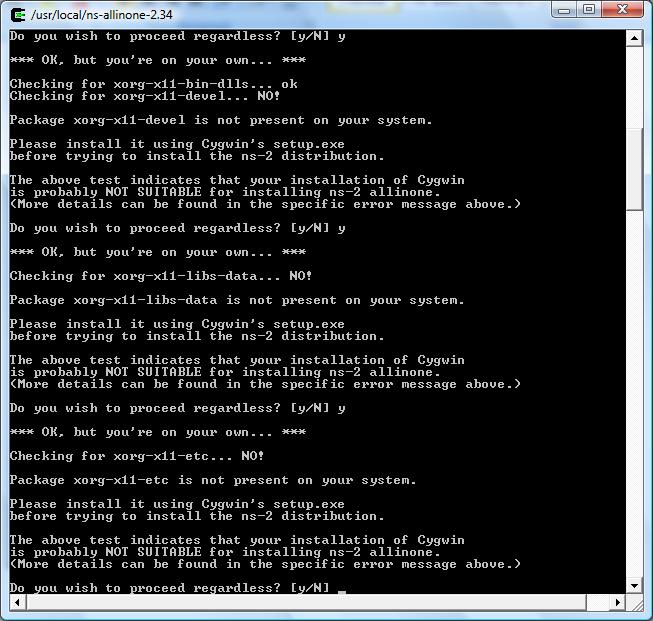 /usr/local/ns-allinone-2.34
Do you wish to proceed regardless? [y/N] y
*** OK, but you're on your own... ***
Checking for xorg-x11-bin-dlls... ok
Checking for xorg-x11-devel... NO!
Package xorg-x11-devel is not present on your system.
Please install it using Cygwin's setup.exe
before trying to install the ns-2 distribution.
The above test indicates that your installation of Cygwin
is probably NOT SUITABLE for installing ns-2 allinone.
(More details can be found in the specific error message above.)
Do you wish to proceed regardless? [y/N] y
*** OK, but you're on your own... ***
Checking for xorg-x11-libs-data... NO!
Package xorg-x11-libs-data is not present on your system.
Please install it using Cygwin's setup.exe
before trying to install the ns-2 distribution.
The above test indicates that your installation of Cygwin
is probably NOT SUITABLE for installing ns-2 allinone.
(More details can be found in the specific error message above.)
Do you wish to proceed regardless? [y/N] y
*** OK, but you're on your own... ***
Checking for xorg-x11-etc... NO!
Package xorg-x11-etc is not present on your system.
Please install it using Cygwin's setup.exe
before trying to install the ns-2 distribution.
The above test indicates that your installation of Cygwin
is probably NOT SUITABLE for installing ns-2 allinone.
(More details can be found in the specific error message above.)
Do you wish to proceed regardless? [y/N] _